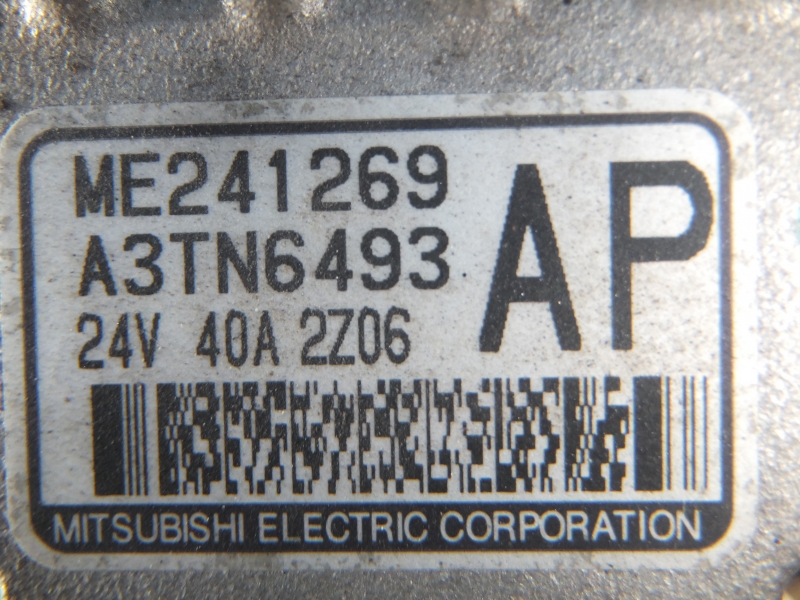 ME241269
A3TN6493
AP
24V 40A 2Z06
MITSUBISHI ELECTRIC CORPORATION